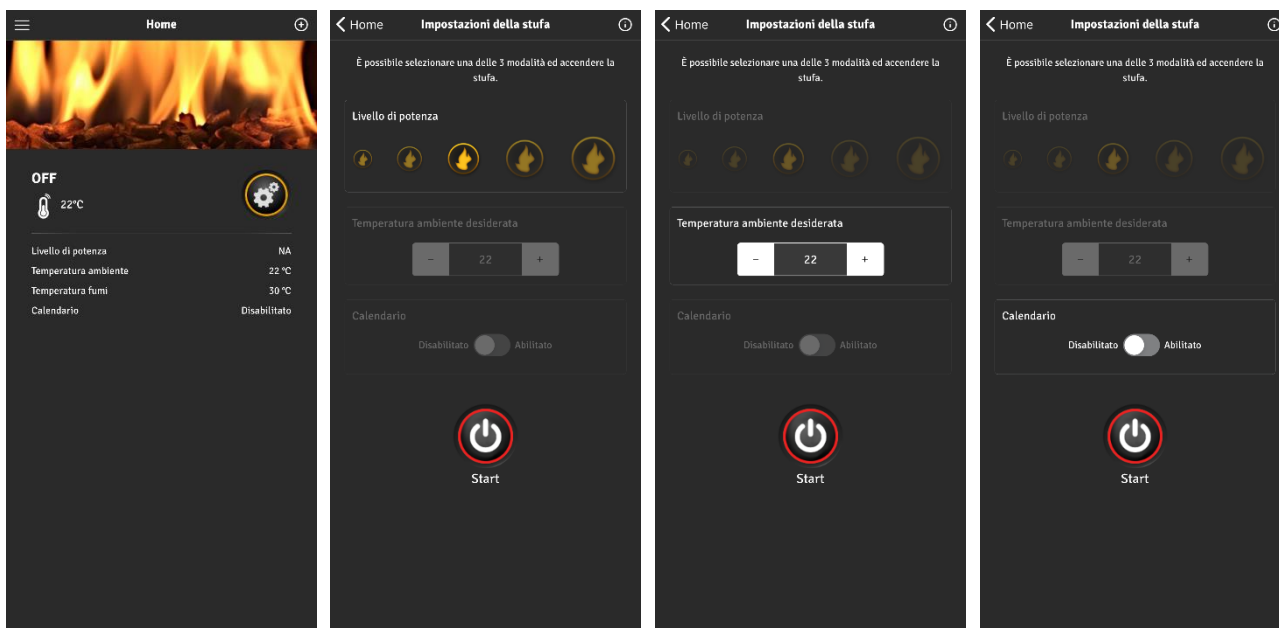 Home
OFF
22°C
Livello di potenza NA
Temperatura ambiente 22 °C
Temperatura fumi 30 °C
Calendario Disabilitato
Home Impostazioni della stufa
È possibile selezionare una delle 3 modalità ed accendere la
stufa.
Livello di potenza
Temperatura ambiente desiderata
- 22 +
Calendario
Disabilitato Abilitato
Start
Home Impostazioni della stufa
È possibile selezionare una delle 3 modalità ed accendere la
stufa.
Livello di potenza
Temperatura ambiente desiderata
- 22 +
Calendario
Disabilitato Abilitato
Start
Home Impostazioni della stufa
È possibile selezionare una delle 3 modalità ed accendere la
stufa.
Livello di potenza
Temperatura ambiente desiderata
- 22 +
Calendario
Disabilitato Abilitato
Start